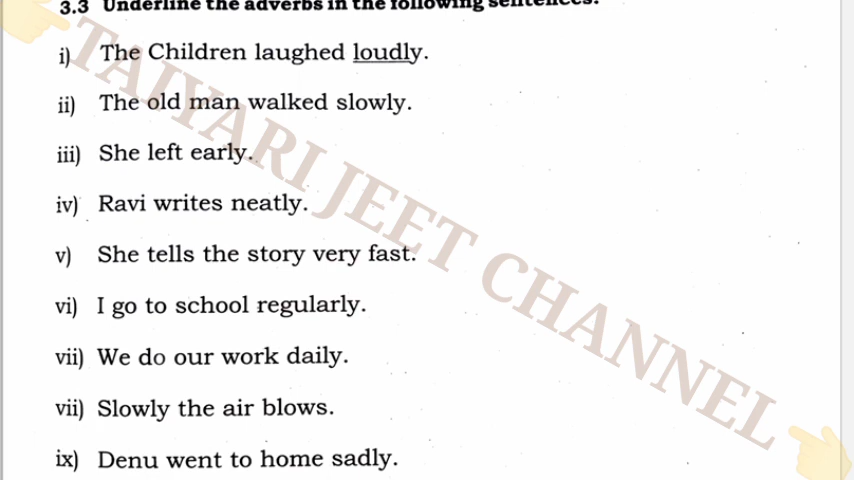 3.3 Underline the adverbs in the following sentences.
i) The Children laughed loudly.
ii) The old man walked slowly.
iii) She left early.
iv) Ravi writes neatly.
v) She tells the story very fast.
vi) I go to school regularly.
vii) We do our work daily.
vii) Slowly the air blows.
ix) Denu went to home sadly.
TAIYARI JEET CHANNEL